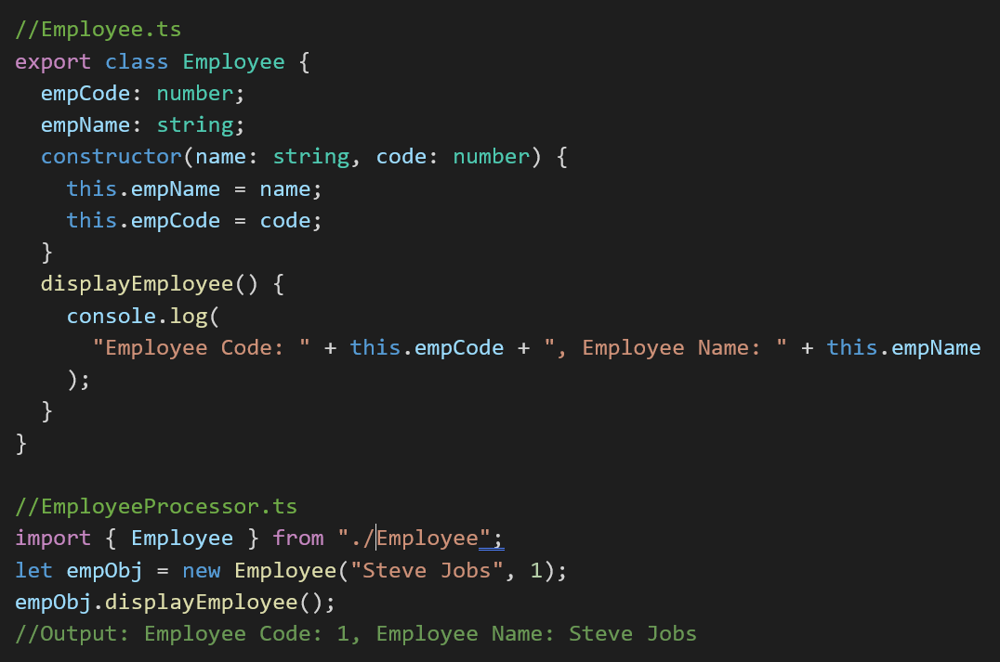 //Employee.ts
export class Employee {
  empCode: number;
  empName: string;
  constructor(name: string, code: number) {
    this.empName = name;
    this.empCode = code;
  }
  displayEmployee() {
    console.log(
      "Employee Code: " + this.empCode + ", Employee Name: " + this.empName
    );
  }
}

//EmployeeProcessor.ts
import { Employee } from "./Employee";
let empObj = new Employee("Steve Jobs", 1);
empObj.displayEmployee();
//Output: Employee Code: 1, Employee Name: Steve Jobs